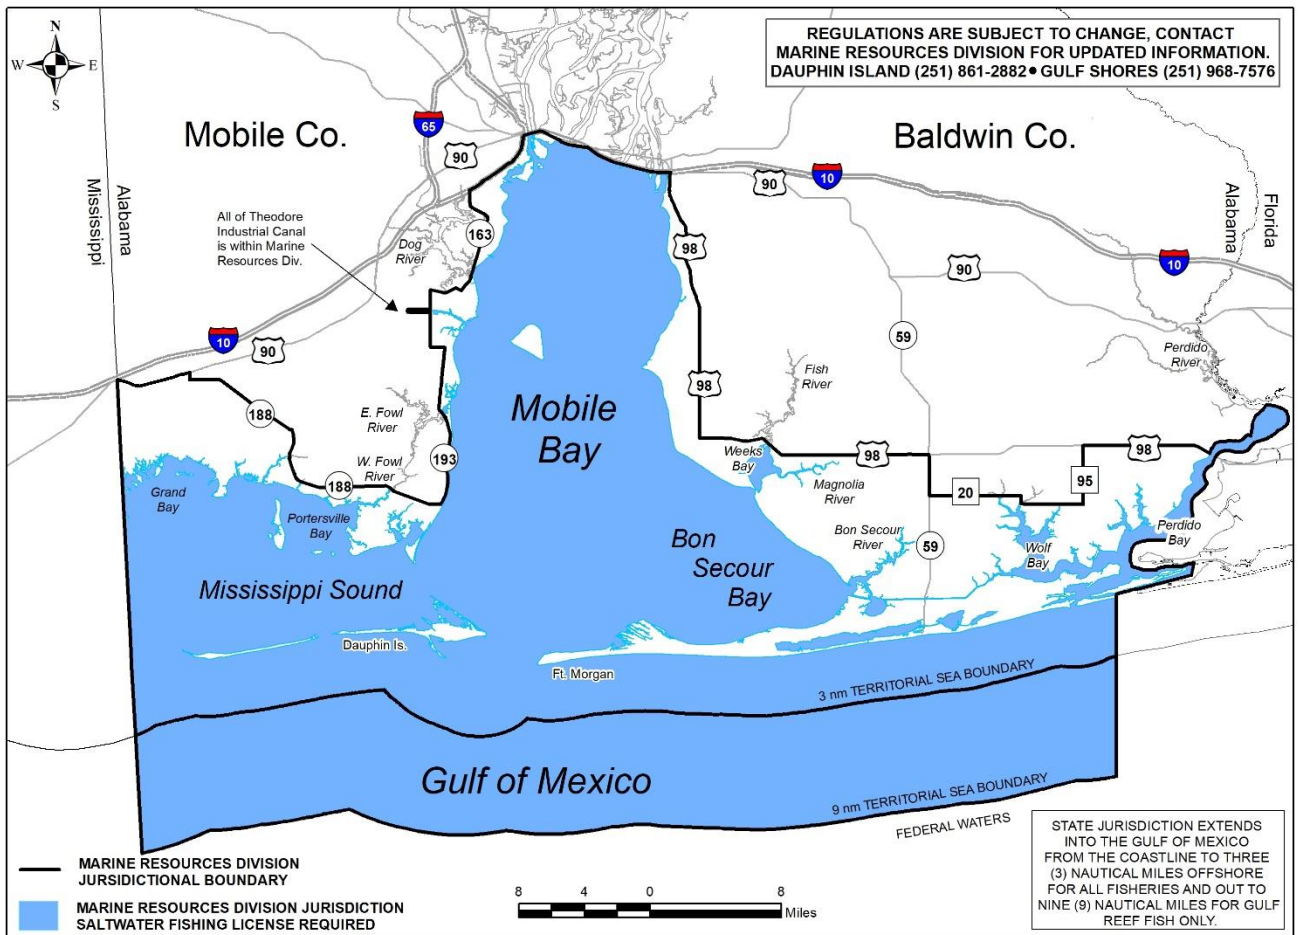 REGULATIONS ARE SUBJECT TO CHANGE, CONTACT
MARINE RESOURCES DIVISION FOR UPDATED INFORMATION.
DAUPHIN ISLAND (251) 861-2882 ● GULF SHORES (251) 968-7576
N
W E
S
Mobile Co.
Baldwin Co.
65
90
10
90
Mississippi
Alabama
Alabama
Florida
All of Theodore
Industrial Canal
is within Marine
Resources Div.
Dog
River
163
98
90
10
59
10
90
188
E. Fowl
River
W. Fowl
River
193
188
98
Fish
River
Perdido
River
Mobile
Bay
Weeks
Bay
98
98
95
20
Magnolia
River
Grand
Bay
Portersville
Bay
Bon
Secour
Bay
Bon Secour
River
59
Wolf
Bay
Perdido
Bay
Mississippi Sound
Dauphin Is.
Ft. Morgan
3 nm TERRITORIAL SEA BOUNDARY
Gulf of Mexico
9 nm TERRITORIAL SEA BOUNDARY
FEDERAL WATERS
MARINE RESOURCES DIVISION
JURSIDICTIONAL BOUNDARY
MARINE RESOURCES DIVISION JURISDICTION
SALTWATER FISHING LICENSE REQUIRED
8 4 0 8
Miles
STATE JURISDICTION EXTENDS
INTO THE GULF OF MEXICO
FROM THE COASTLINE TO THREE
(3) NAUTICAL MILES OFFSHORE
FOR ALL FISHERIES AND OUT TO
NINE (9) NAUTICAL MILES FOR GULF
REEF FISH ONLY.